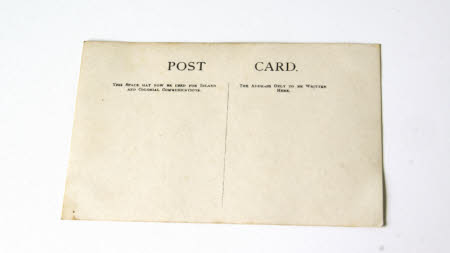 POST CARD.
THIS SPACE MAY NOW BE USED FOR INLAND
AND COLONIAL COMMUNICATIONS.
THE ADDRESS ONLY TO BE WRITTEN
HERE.